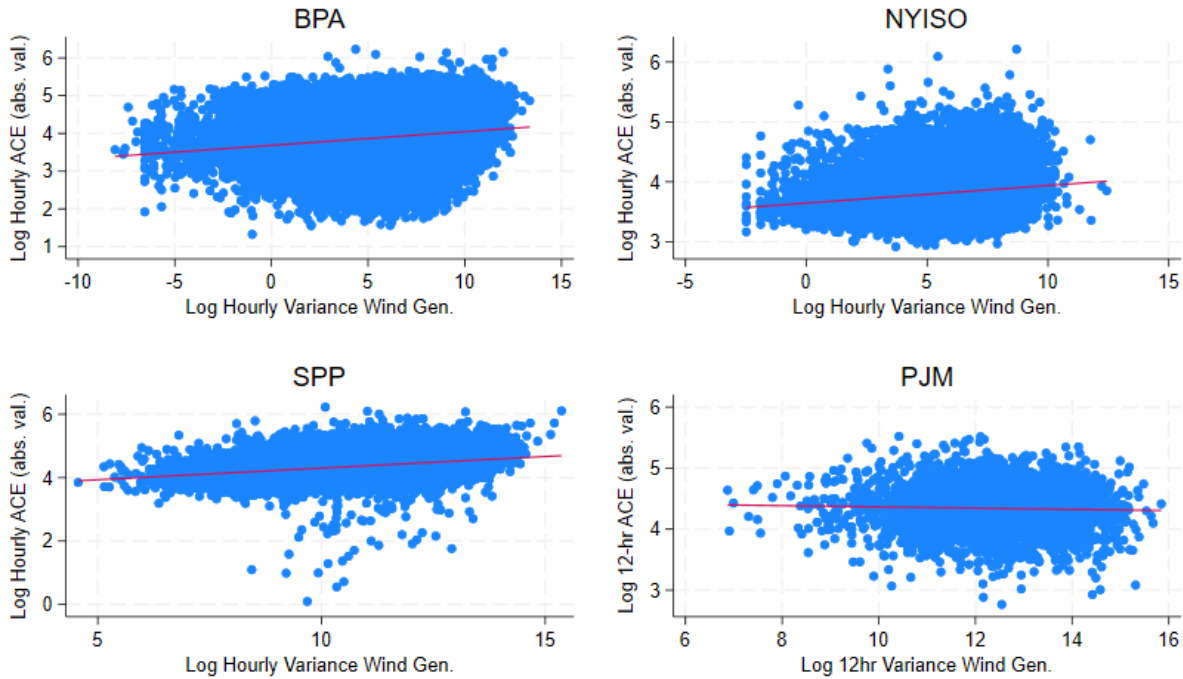 BPA
Log Hourly ACE (abs. val.)
6
5
4
3
2
1
-10 -5 0 5 10 15
Log Hourly Variance Wind Gen.
NYISO
Log Hourly ACE (abs. val.)
6
5
4
3
-5 0 5 10 15
Log Hourly Variance Wind Gen.
SPP
Log Hourly ACE (abs. val.)
6
4
2
0
5 10 15
Log Hourly Variance Wind Gen.
PJM
Log 12-hr ACE (abs. val.)
6
5
4
3
6 8 10 12 14 16
Log 12hr Variance Wind Gen.